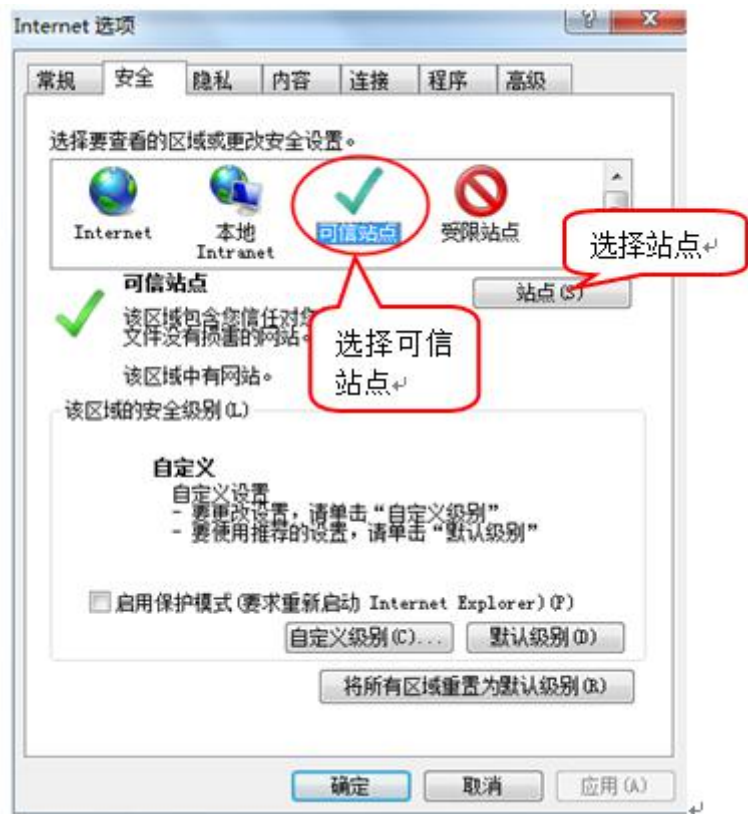 Internet 选项
常规 安全 隐私 内容 连接 程序 高级
选择要查看的区域或更改安全设置。
Internet
本地
Intranet
可信站点
受限站点
选择站点
可信站点
站点(S)
该区域包含您信任对您
文件没有损害的网站。
选择可信
站点
该区域中有网站。
该区域的安全级别(L)
自定义
自定义设置
- 要更改设置，请单击“自定义级别”
- 要使用推荐的设置，请单击“默认级别”
启用保护模式(要求重新启动 Internet Explorer)(P)
自定义级别(C)... 默认级别(D)
将所有区域重置为默认级别(R)
确定 取消 应用(A)